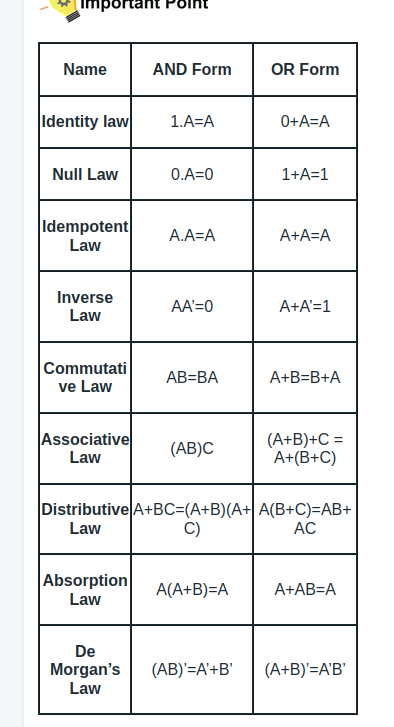 Important Point
Name AND Form OR Form
Identity law 1.A=A 0+A=A
Null Law 0.A=0 1+A=1
Idempotent
Law
A.A=A A+A=A
Inverse
Law
AA'=0 A+A'=1
Commutati
ve Law
AB=BA A+B=B+A
Associative
Law
(AB)C
(A+B)+C =
A+(B+C)
Distributive
Law
A+BC=(A+B)(A+
C)
A(B+C)=AB+
AC
Absorption
Law
A(A+B)=A A+AB=A
De
Morgan’s
Law
(AB)’=A’+B’ (A+B)’=A’B’